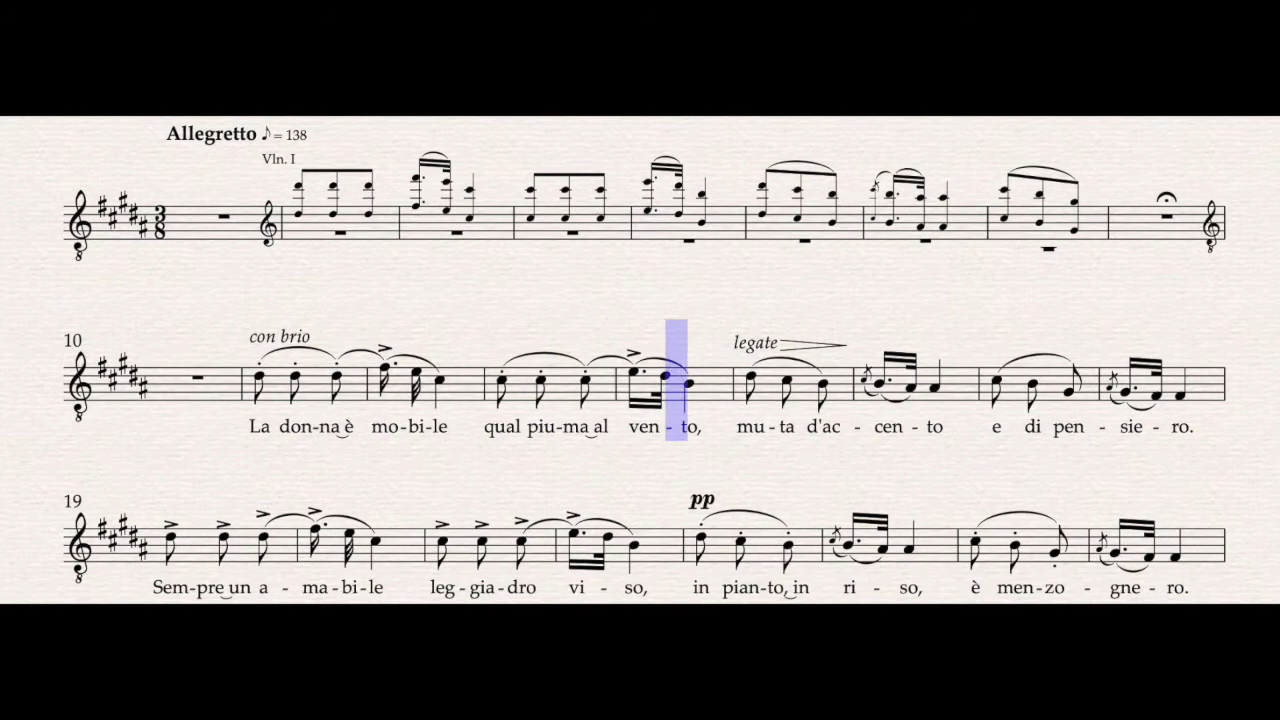 Allegretto ♪ = 138
Vln. I
3
8
10
con brio
legate
La don-na è mo-bi-le qual piu-ma al ven - to, mu-ta d'ac - cen - to e di pen - sie - ro.
19
pp
Sem-pre un a - ma-bi-le leg-gia-dro vi - so, in pian-to, in ri - so, è men-zo - gne - ro.